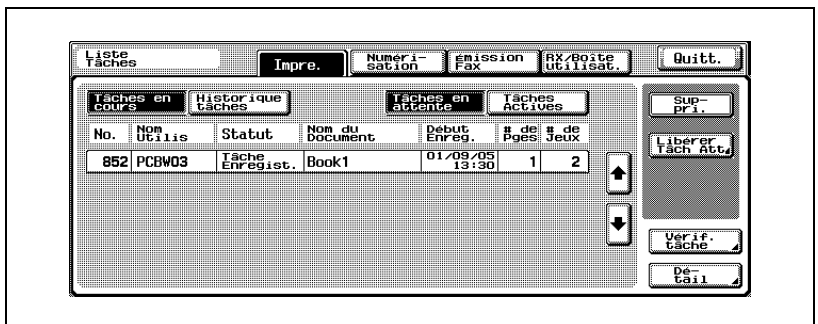 Liste
Tâches
Impre.
Numéri-
sation
émission
Fax
RX/Boîte
utilisat.
Quitt.
Tâches en
cours
Historique
tâches
Tâches en
attente
Tâches
Actives
Sup-
pri.
No.
Nom
Utilis
Statut
Nom du
Document
Début
Enreg.
# de
Pges
# de
Jeux
Libérer
Tâch Att.
852
PCBW03
Tâche
Enregist.
Book1
01/09/05
13:30
1
2
Vérif.
tâche
Dé-
tail